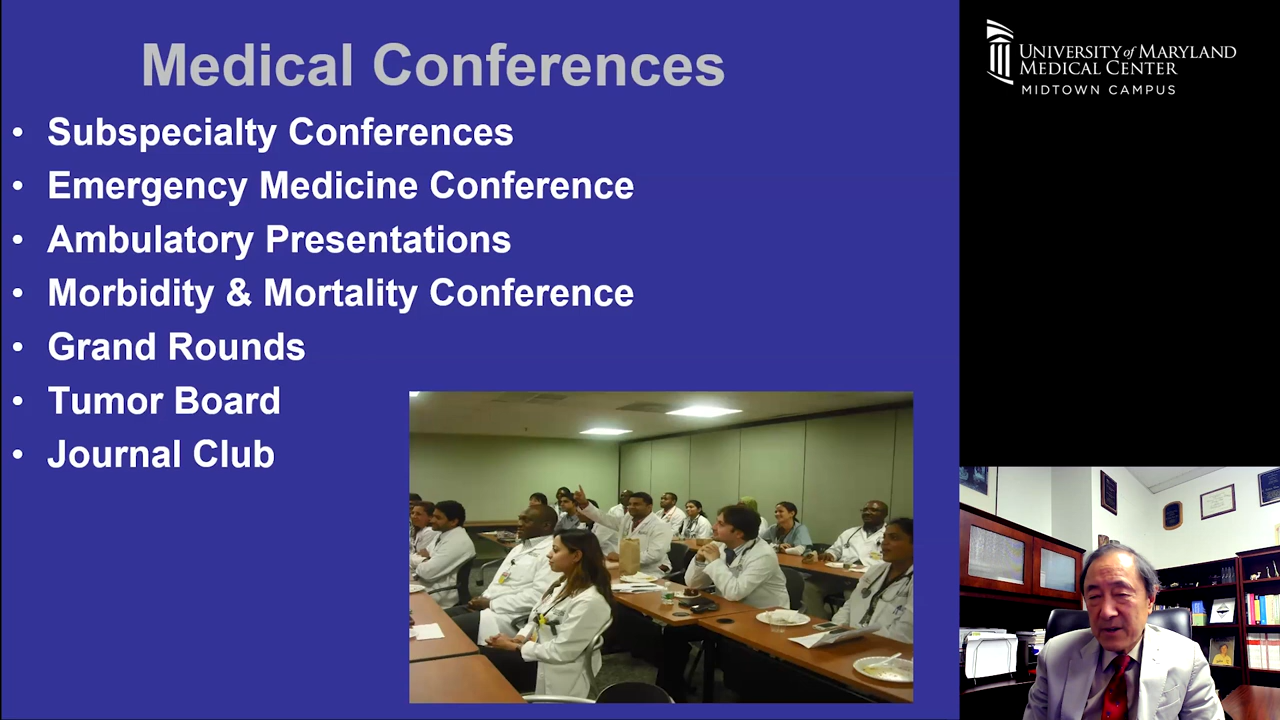 Medical Conferences
• Subspecialty Conferences
• Emergency Medicine Conference
• Ambulatory Presentations
• Morbidity & Mortality Conference
• Grand Rounds
• Tumor Board
• Journal Club
UNIVERSITY of MARYLAND
MEDICAL CENTER
MIDTOWN CAMPUS